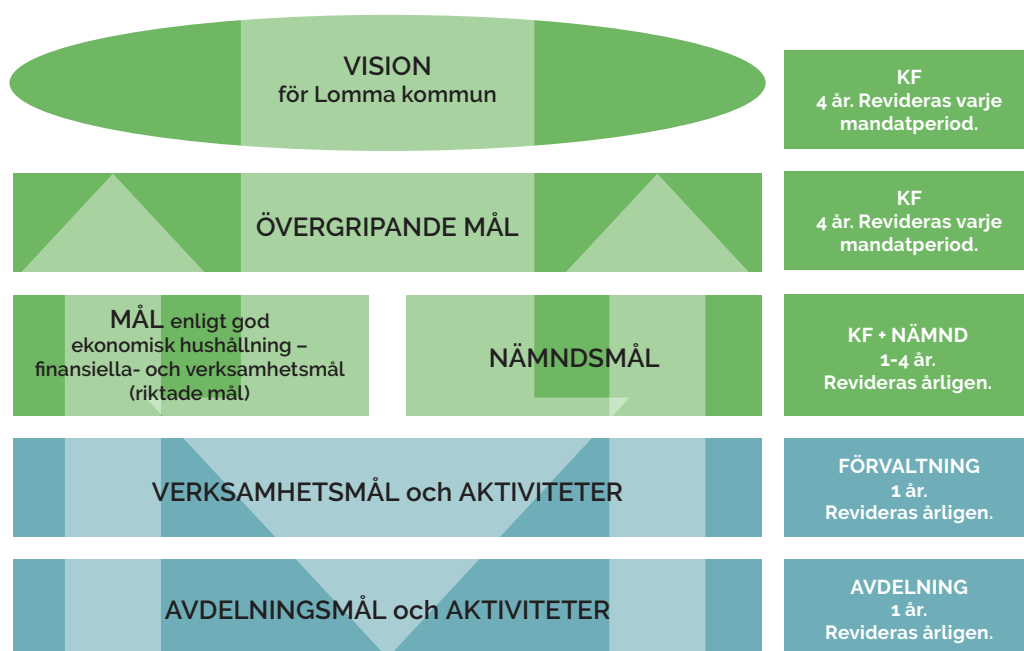 VISION
för Lomma kommun
KF
4 år. Revideras varje
mandatperiod.
ÖVERGRIPANDE MÅL
KF
4 år. Revideras varje
mandatperiod.
MÅL enligt god
ekonomisk hushållning –
finansiella- och verksamhetsmål
(riktade mål)
NÄMNDSMÅL
KF + NÄMND
1-4 år.
Revideras årligen.
VERKSAMHETSMÅL och AKTIVITETER
FÖRVALTNING
1 år.
Revideras årligen.
AVDELNINGSMÅL och AKTIVITETER
AVDELNING
1 år.
Revideras årligen.